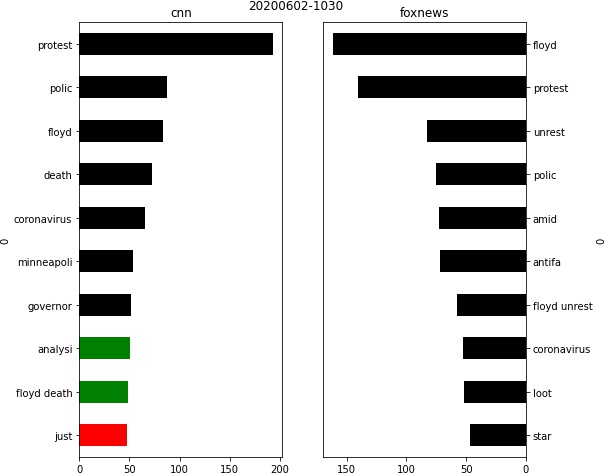 20200602-1030
cnn
foxnews
protest
polic
floyd
death
coronavirus
minneapoli
governor
analysi
floyd death
just
0
0 50 100 150 200
floyd
protest
unrest
polic
amid
antifa
floyd unrest
coronavirus
loot
star
0
150 100 50 0